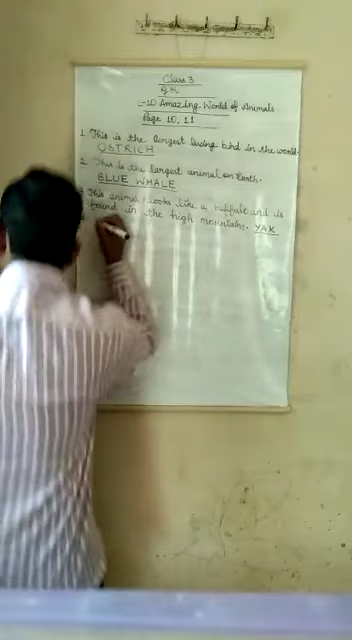 Class 3
G.K
L-10 Amazing World of Animals
Page 10, 11
1 This is the largest living bird in the world.
OSTRICH
2. This is the largest animal on Earth.
BLUE WHALE
3 This animal looks like a buffalo and is
found in the high mountains. YAK